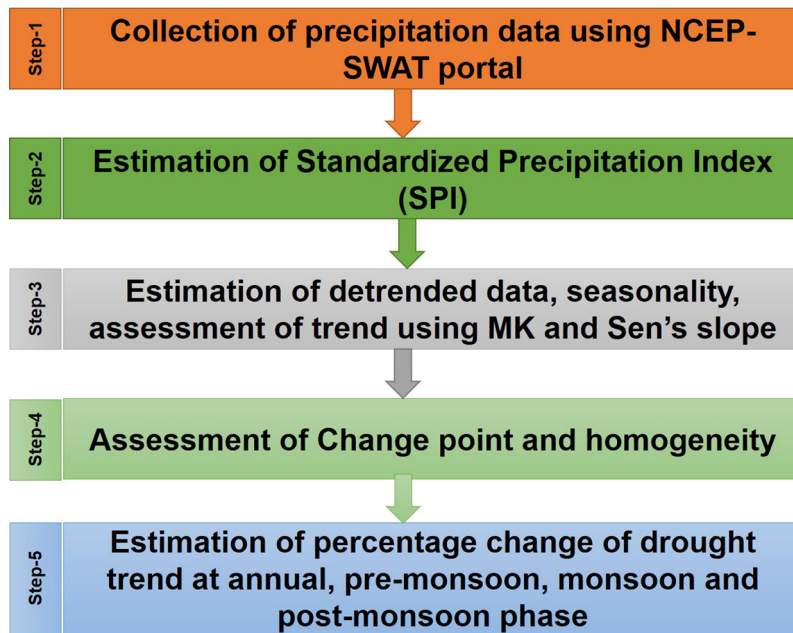 Step-1
Collection of precipitation data using NCEP-
SWAT portal
Step-2
Estimation of Standardized Precipitation Index
(SPI)
Step-3
Estimation of detrended data, seasonality,
assessment of trend using MK and Sen's slope
Step-4
Assessment of Change point and homogeneity
Step-5
Estimation of percentage change of drought
trend at annual, pre-monsoon, monsoon and
post-monsoon phase